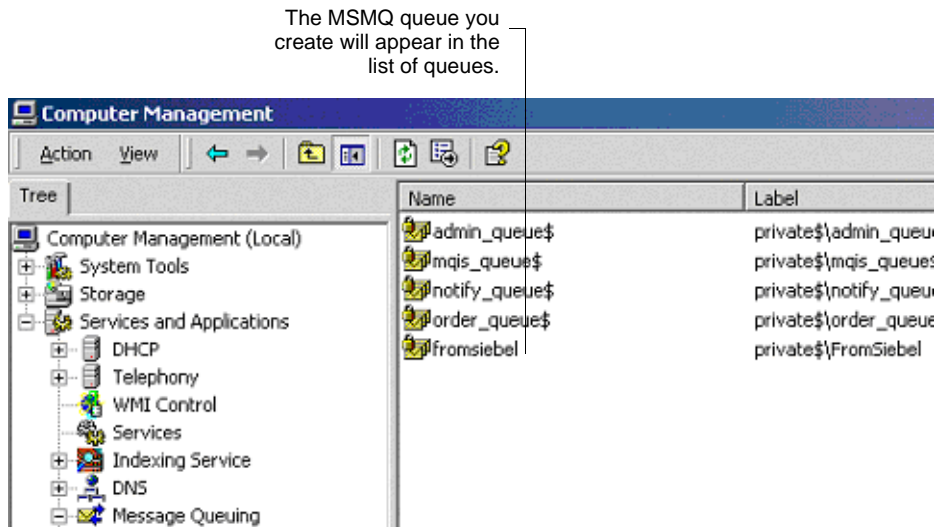 The MSMQ queue you
create will appear in the
list of queues.
Computer Management
Action View
Tree
Name Label
Computer Management (Local)
System Tools
Storage
Services and Applications
DHCP
Telephony
WMI Control
Services
Indexing Service
DNS
Message Queuing
admin_queue$ private$\admin_queue
mqis_queue$ private$\mqis_queue$
notify_queue$ private$\notify_queue
order_queue$ private$\order_queue
fromsiebel private$\FromSiebel